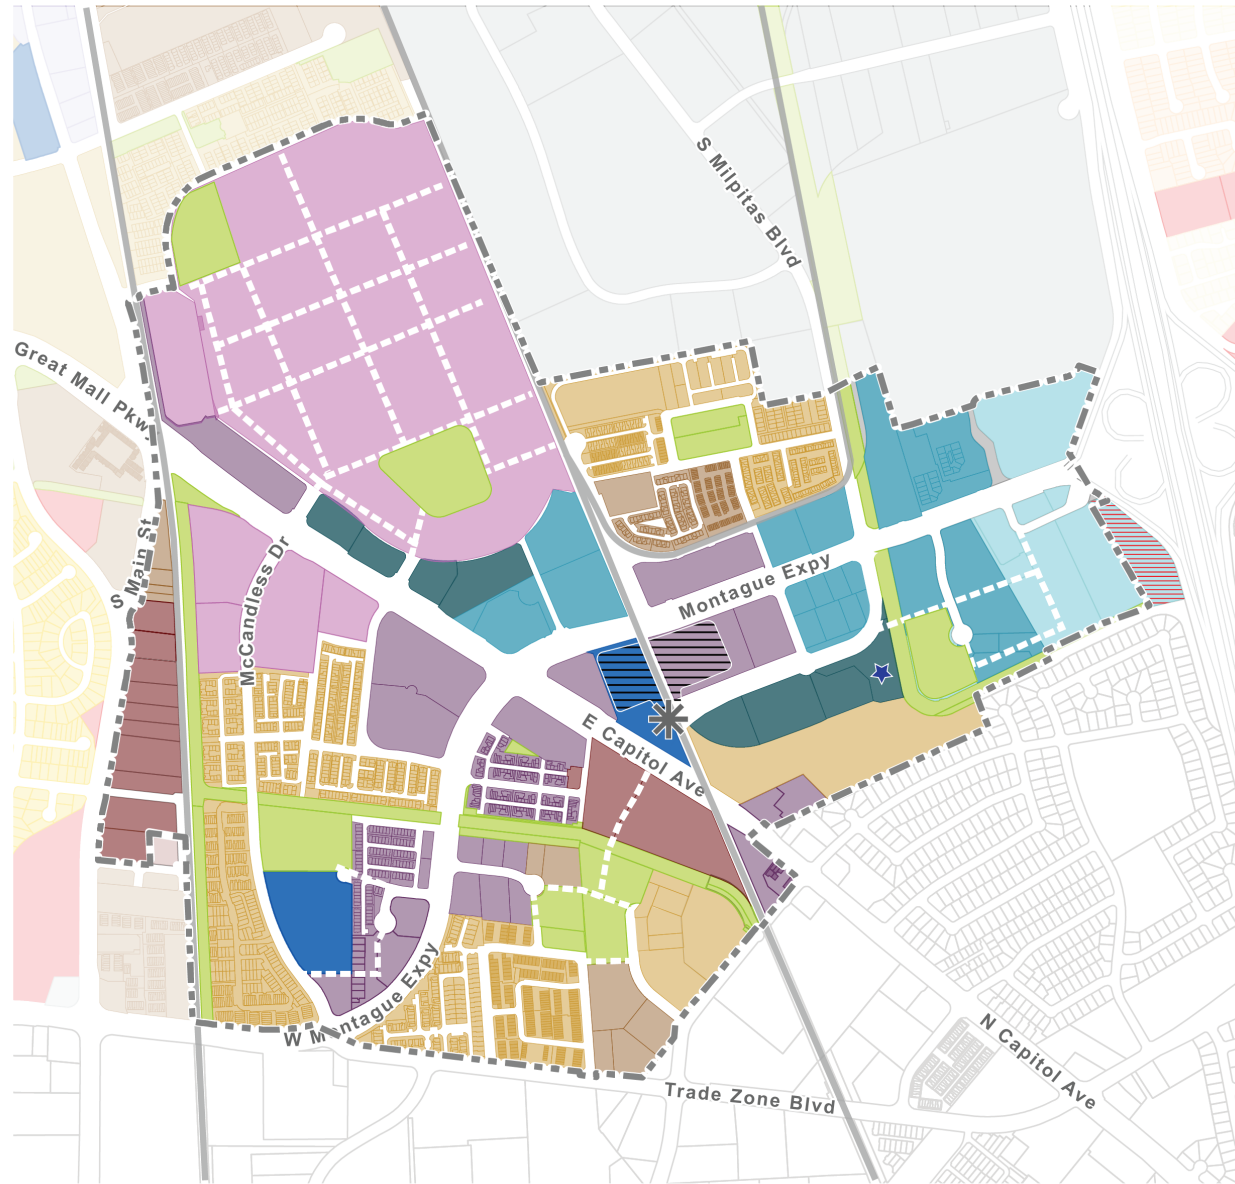 S Milpitas Blvd
Great Mall Pkwy
S Main St
McCandless Dr
Montague Expy
E Capitol Ave
W Montague Expy
N Capitol Ave
Trade Zone Blvd